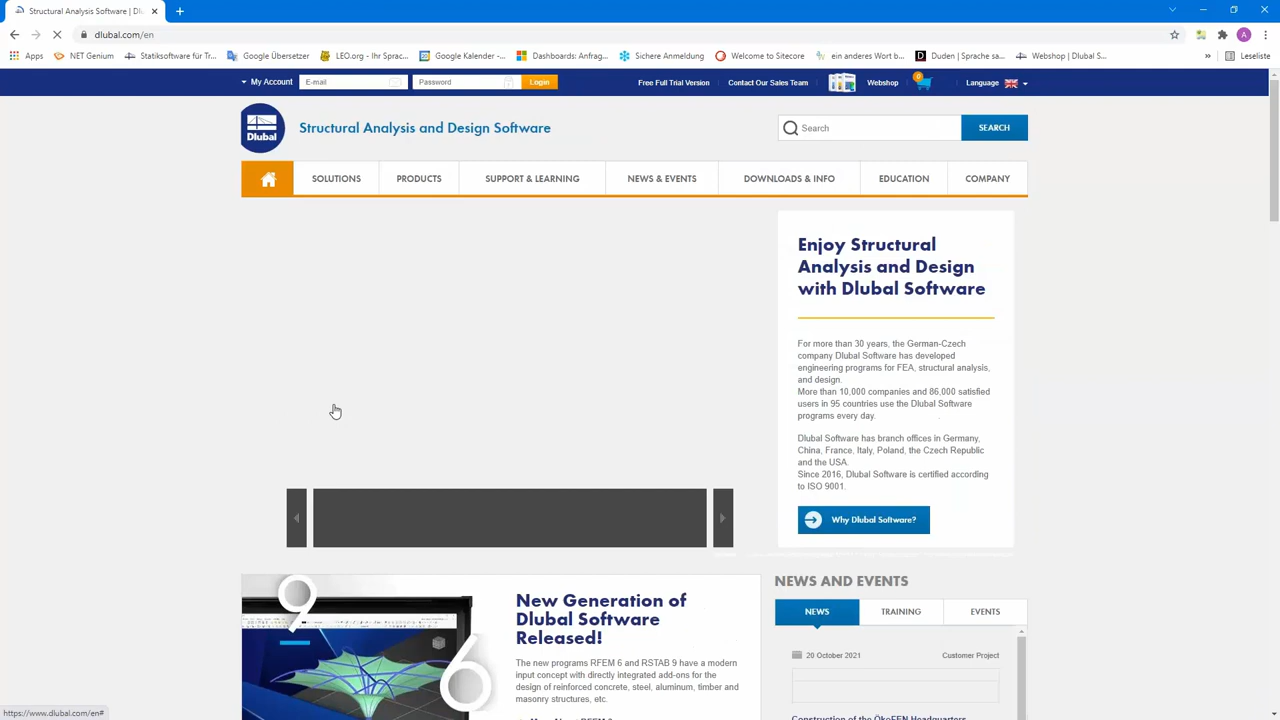 Structural Analysis Software | Dlu
dlubal.com/en
Apps
NET Genium
Statiksoftware für Tr...
Google Übersetzer
LEO.org - Ihr Sprac...
Google Kalender -...
Dashboards: Anfrag...
Sichere Anmeldung
Welcome to Sitecore
ein anderes Wort b...
Duden | Sprache sa...
Webshop | Dlubal S...
»
Leseliste
My Account
E-mail
Password
Login
Free Full Trial Version
Contact Our Sales Team
Webshop
0
Language
Dlubal
Structural Analysis and Design Software
Search
SEARCH
SOLUTIONS
PRODUCTS
SUPPORT & LEARNING
NEWS & EVENTS
DOWNLOADS & INFO
EDUCATION
COMPANY
Enjoy Structural
Analysis and Design
with Dlubal Software
For more than 30 years, the German-Czech
company Dlubal Software has developed
engineering programs for FEA, structural analysis,
and design.
More than 10,000 companies and 86,000 satisfied
users in 95 countries use the Dlubal Software
programs every day.
Dlubal Software has branch offices in Germany,
China, France, Italy, Poland, the Czech Republic
and the USA.
Since 2016, Dlubal Software is certified according
to ISO 9001.
Why Dlubal Software?
9
6
New Generation of
Dlubal Software
Released!
The new programs RFEM 6 and RSTAB 9 have a modern
input concept with directly integrated add-ons for the
design of reinforced concrete, steel, aluminum, timber and
masonry structures, etc.
NEWS AND EVENTS
NEWS
TRAINING
EVENTS
20 October 2021
Customer Project
Construction of the ÖkoFEN Headquarters
https://www.dlubal.com/en#
A